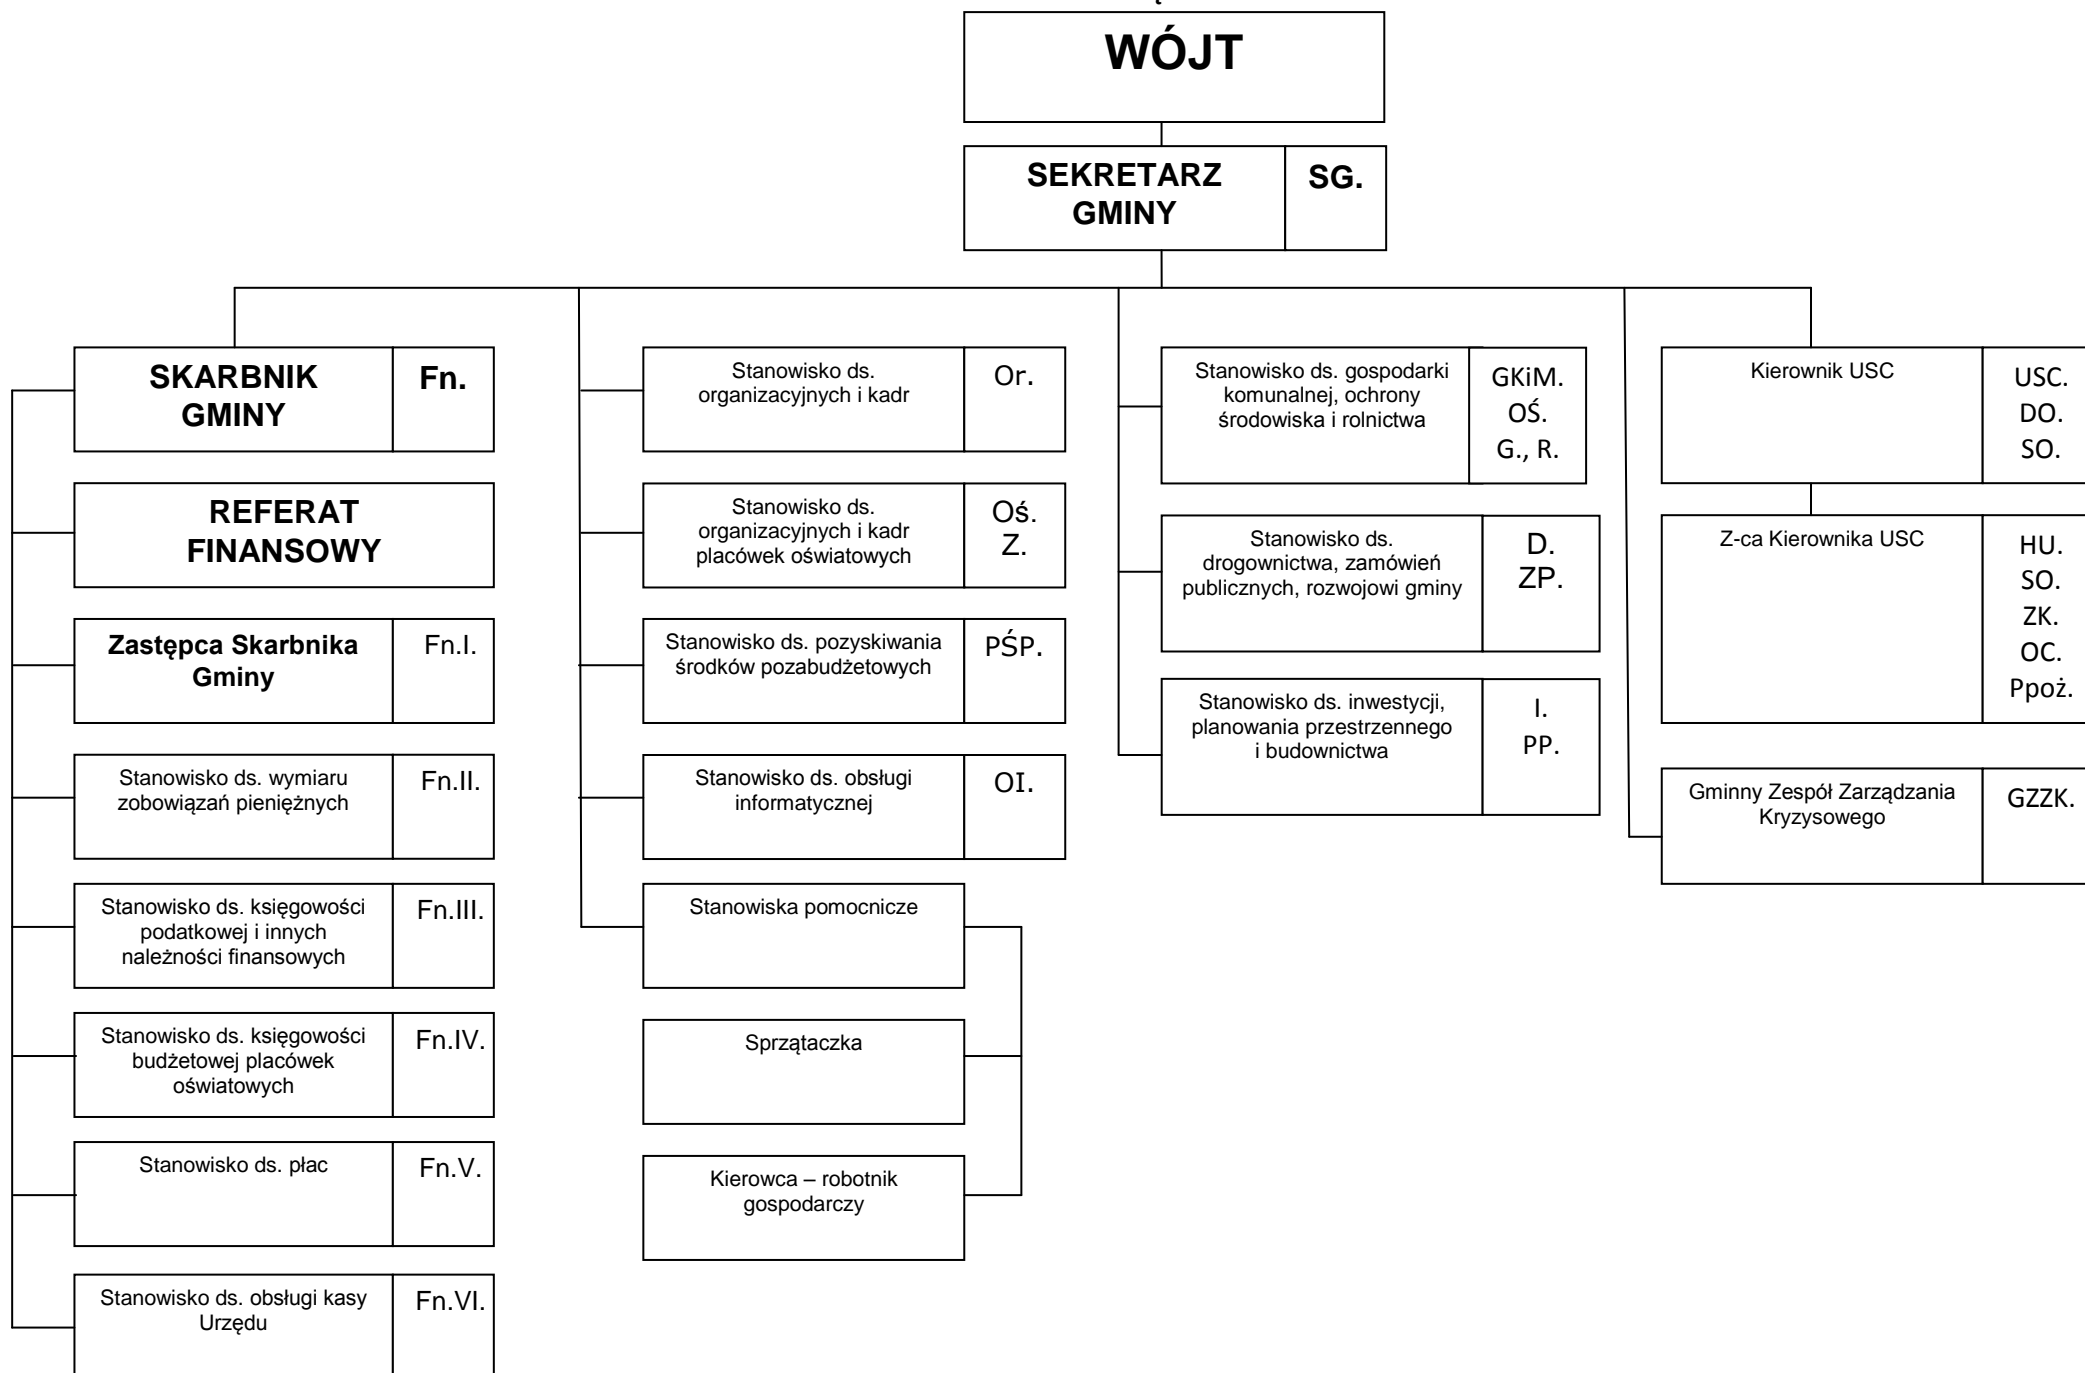 WÓJT
SEKRETARZ
GMINY
SG.
SKARBNIK
GMINY
Fn.
REFERAT
FINANSOWY
Zastępca Skarbnika
Gminy
Fn.I.
Stanowisko ds. wymiaru
zobowiązań pieniężnych
Fn.II.
Stanowisko ds. księgowości
podatkowej i innych
należności finansowych
Fn.III.
Stanowisko ds. księgowości
budżetowej placówek
oświatowych
Fn.IV.
Stanowisko ds. płac
Fn.V.
Stanowisko ds. obsługi kasy
Urzędu
Fn.VI.
Stanowisko ds.
organizacyjnych i kadr
Or.
Stanowisko ds.
organizacyjnych i kadr
placówek oświatowych
Oś.
Z.
Stanowisko ds. pozyskiwania
środków pozabudżetowych
PŚP.
Stanowisko ds. obsługi
informatycznej
OI.
Stanowiska pomocnicze
Sprzątaczka
Kierowca – robotnik
gospodarczy
Stanowisko ds. gospodarki
komunalnej, ochrony
środowiska i rolnictwa
GKiM.
OŚ.
G., R.
Stanowisko ds.
drogownictwa, zamówień
publicznych, rozwojowi gminy
D.
ZP.
Stanowisko ds. inwestycji,
planowania przestrzennego
i budownictwa
I.
PP.
Kierownik USC
USC.
DO.
SO.
Z-ca Kierownika USC
HU.
SO.
ZK.
OC.
Ppoż.
Gminny Zespół Zarządzania
Kryzysowego
GZZK.